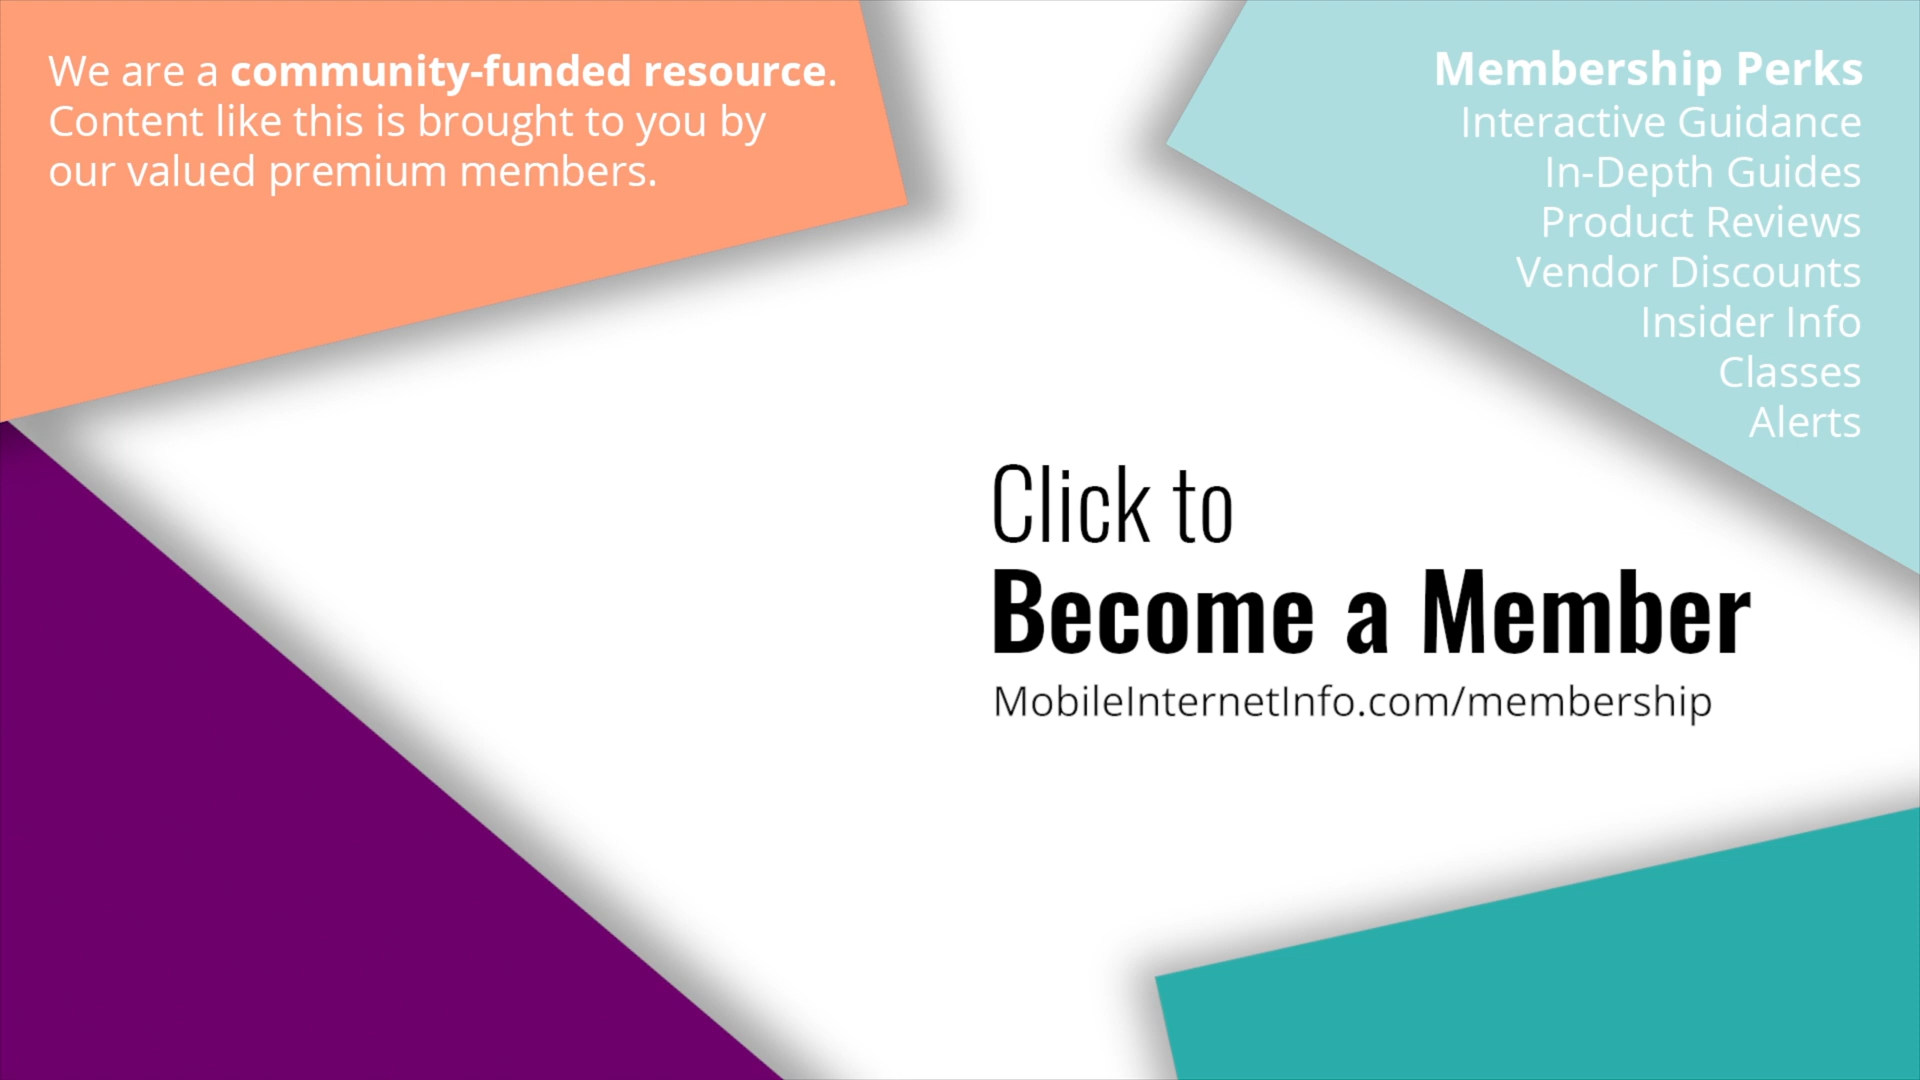 We are a community-funded resource.
Content like this is brought to you by
our valued premium members.
Membership Perks
Interactive Guidance
In-Depth Guides
Product Reviews
Vendor Discounts
Insider Info
Classes
Alerts
Click to
Become a Member
MobileInternetInfo.com/membership